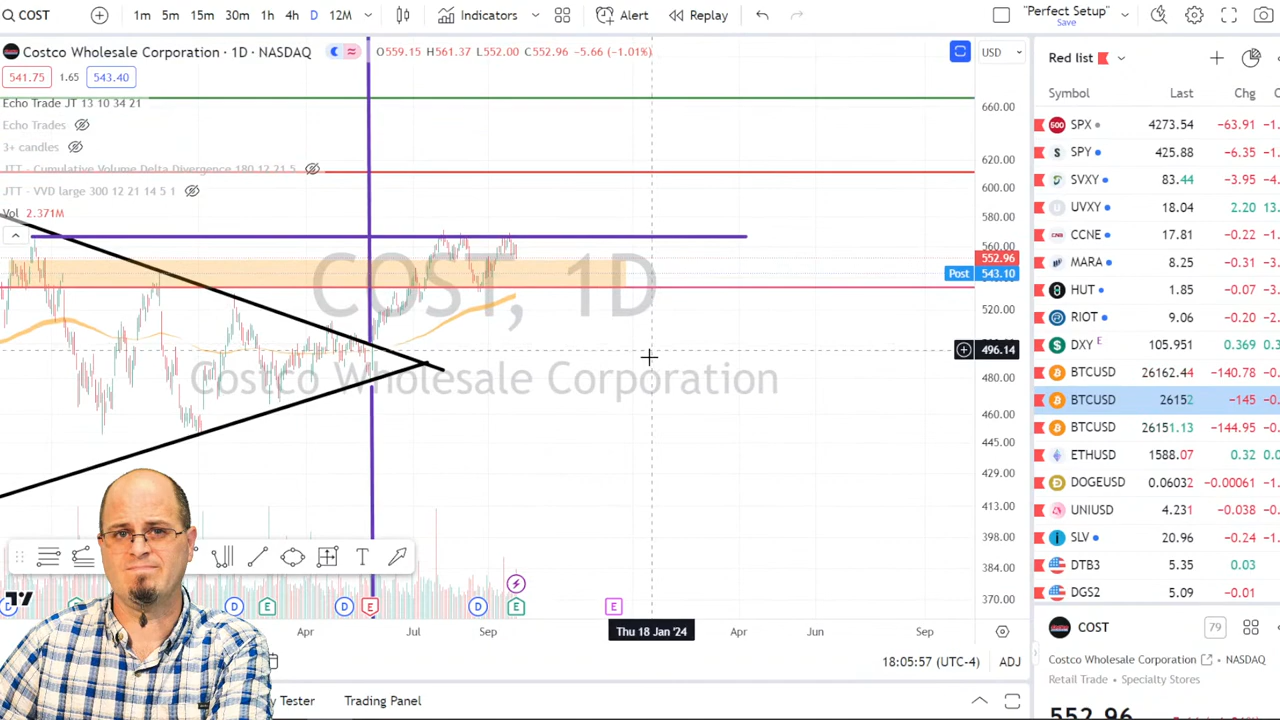 COST 1m 5m 15m 30m 1h 4h D 12M Indicators Alert Replay "Perfect Setup" Save
Costco Wholesale Corporation · 1D · NASDAQ O559.15 H561.37 L552.00 C552.96 −5.66 (−1.01%) USD
541.75 1.65 543.40
Echo Trade JT 13 10 34 21
Echo Trades
3+ candles
JTT - Cumulative Volume Delta Divergence 180 12 21 5
JTT - VVD large 300 12 21 14 5 1
Vol 2.371M
COST, 1D
Costco Wholesale Corporation
660.00
620.00
600.00
580.00
560.00
552.96
Post 543.10
520.00
496.14
480.00
460.00
445.00
429.00
413.00
398.00
384.00
370.00
T
D E D E D E E
Apr Jul Sep Thu 18 Jan '24 Apr Jun Sep
18:05:57 (UTC-4) ADJ
Tester Trading Panel
Red list
Symbol Last Chg
SPX 4273.54 −63.91
SPY 425.88 −6.35
SVXY 83.44 −3.95
UVXY 18.04 2.20 13.
CCNE 17.81 −0.22
MARA 8.25 −0.31
HUT 1.85 −0.07
RIOT 9.06 −0.20
DXY E 105.951 0.369
BTCUSD 26162.44 −140.78
BTCUSD 26152 −145
BTCUSD 26151.13 −144.95
ETHUSD 1588.07 0.32
DOGEUSD 0.06032 −0.00061
UNIUSD 4.231 −0.038
SLV 20.96 −0.24
DTB3 5.35 0.03
DGS2 5.09 −0.01
COST 79
Costco Wholesale Corporation · NASDAQ
Retail Trade · Specialty Stores
552.96